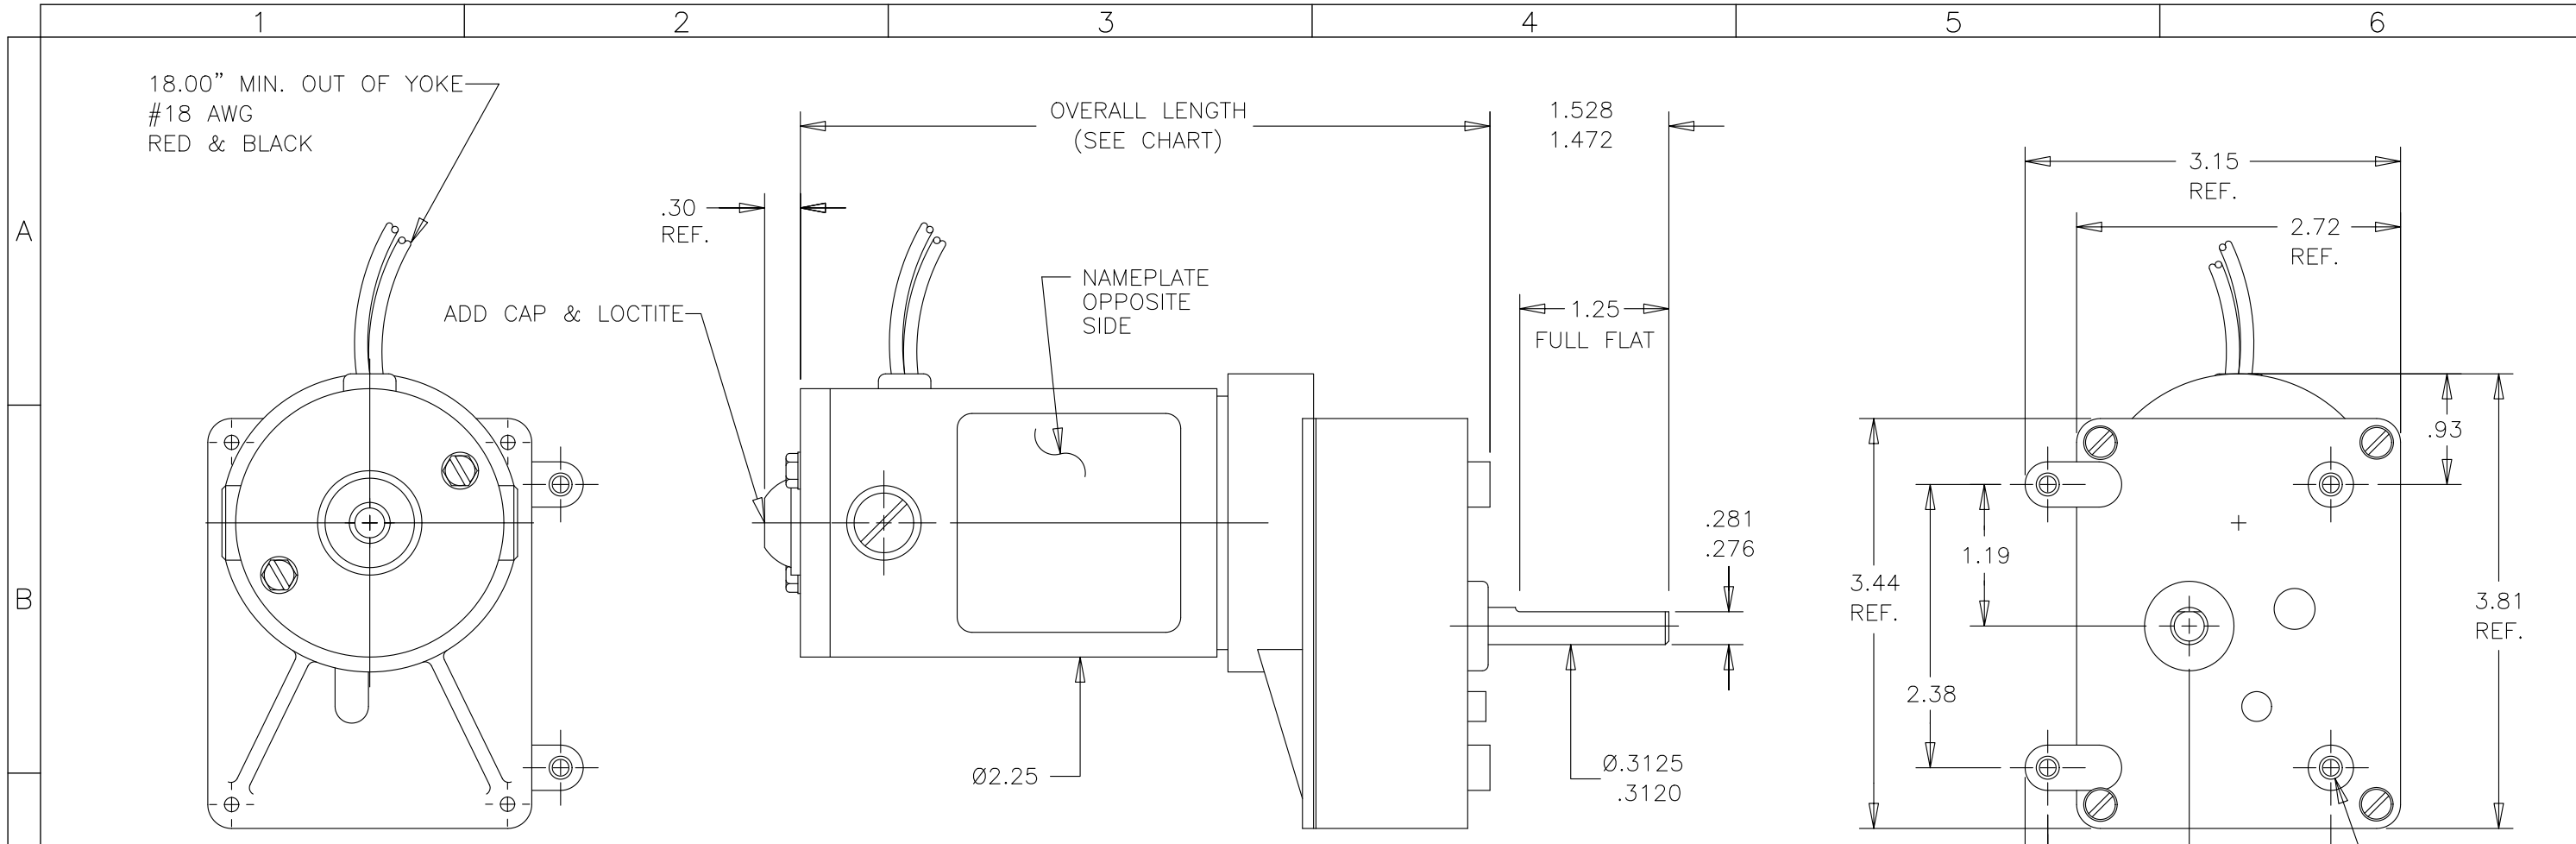 1
2
3
4
5
6
A
B
18.00” MIN. OUT OF YOKE
#18 AWG
RED & BLACK
OVERALL LENGTH
(SEE CHART)
1.528
1.472
.30
REF.
NAMEPLATE
OPPOSITE
SIDE
ADD CAP & LOCTITE
1.25
FULL FLAT
.281
.276
Ø2.25
Ø.3125
.3120
3.15
REF.
2.72
REF.
.93
1.19
3.44
REF.
2.38
3.81
REF.